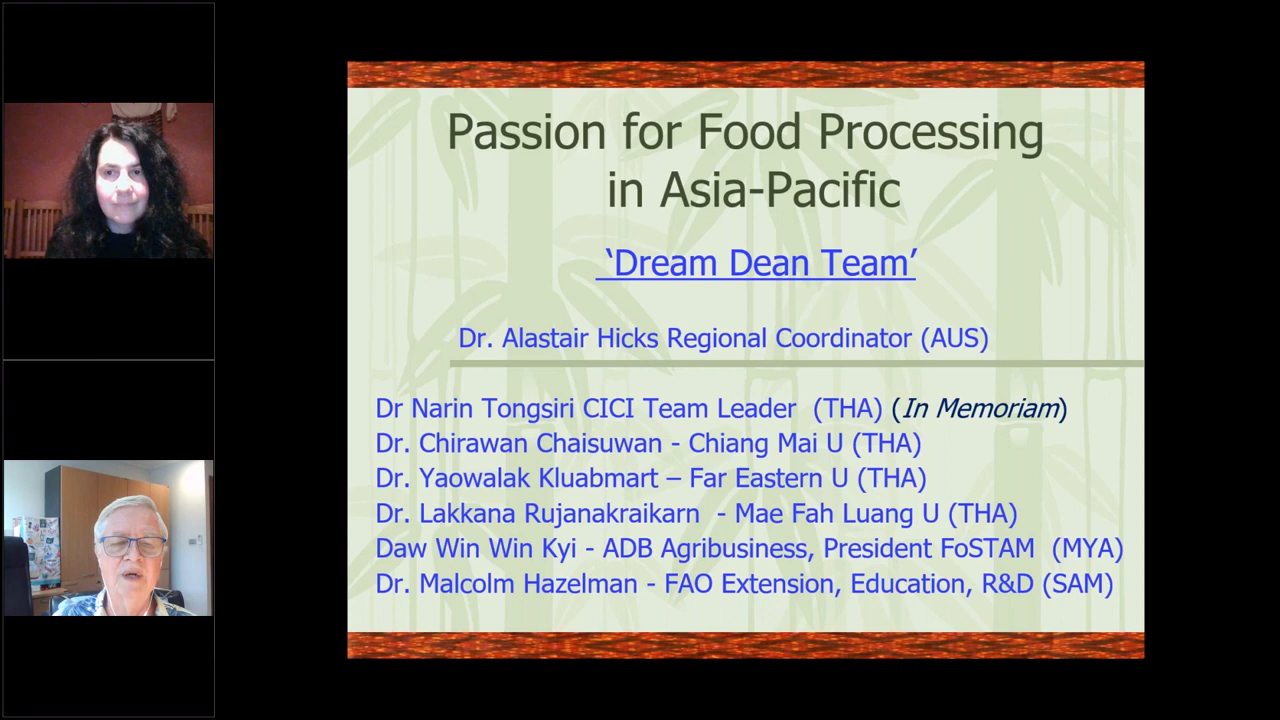 Passion for Food Processing
in Asia-Pacific
‘Dream Dean Team’
Dr. Alastair Hicks Regional Coordinator (AUS)
Dr Narin Tongsiri CICI Team Leader (THA) (In Memoriam)
Dr. Chirawan Chaisuwan - Chiang Mai U (THA)
Dr. Yaowalak Kluabmart – Far Eastern U (THA)
Dr. Lakkana Rujanakraikarn - Mae Fah Luang U (THA)
Daw Win Win Kyi - ADB Agribusiness, President FoSTAM (MYA)
Dr. Malcolm Hazelman - FAO Extension, Education, R&D (SAM)